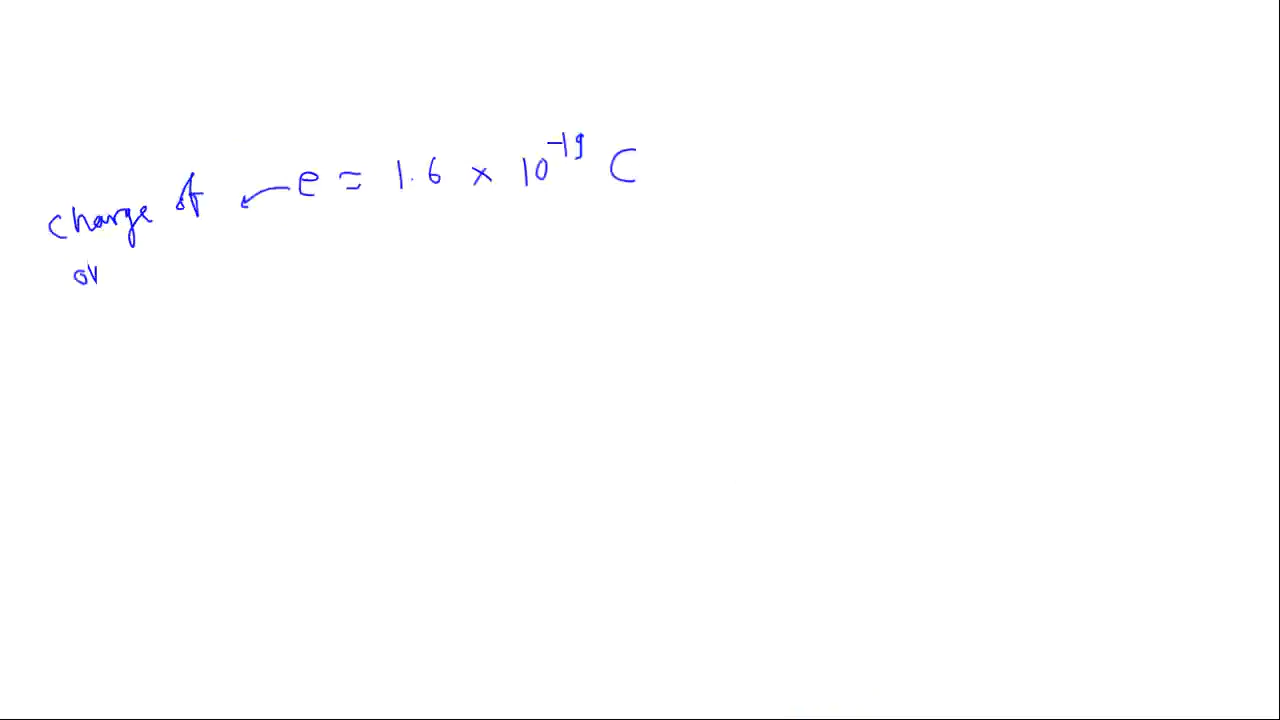 charge of ← e = 1.6 × 10⁻¹⁹ C